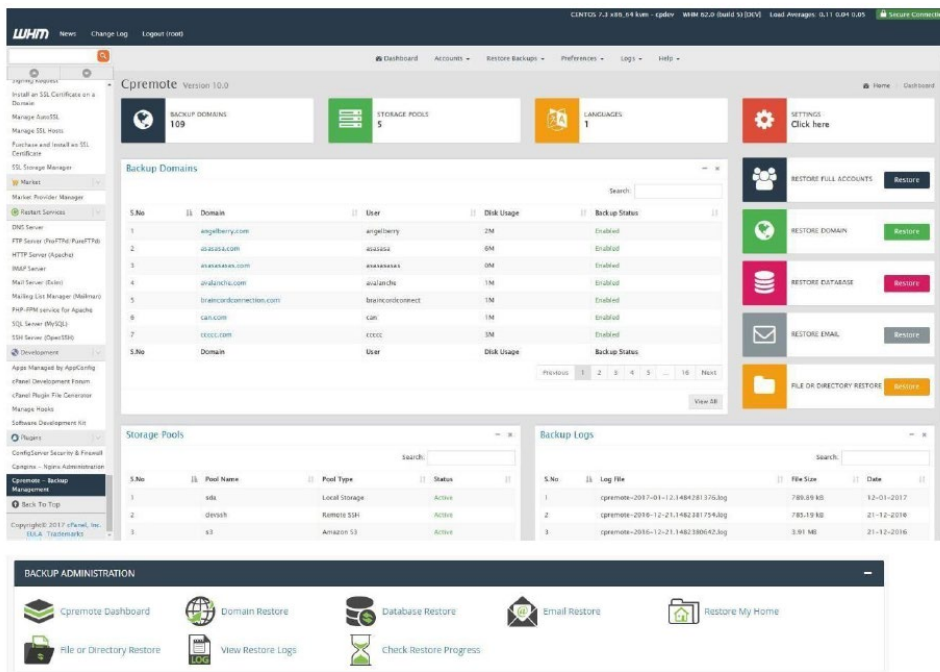 CENTOS 7.3 x86_64 kvm - cpdev WHM 62.0 (build 5) [DEV] Load Averages: 0.11 0.04 0.05 Secure Connection
WHM News Change Log Logout (root)
Dashboard Accounts Restore Backups Preferences Logs Help
Signing Request
Install an SSL Certificate on a
Domain
Manage AutoSSL
Manage SSL Hosts
Purchase and Install an SSL
Certificate
SSL Storage Manager
Market
Market Provider Manager
Restart Services
DNS Server
FTP Server (ProFTPd/PureFTPd)
HTTP Server (Apache)
IMAP Server
Mail Server (Exim)
Mailing List Manager (Mailman)
PHP-FPM service for Apache
SQL Server (MySQL)
SSH Server (OpenSSH)
Development
Apps Managed by AppConfig
cPanel Development Forum
cPanel Plugin File Generator
Manage Hooks
Software Development Kit
Plugins
ConfigServer Security & Firewall
Cpnginx - Nginx Administration
Cpremote - Backup
Management
Back To Top
Copyright© 2017 cPanel, Inc.
EULA Trademarks
Cpremote Version 10.0
Home Dashboard
BACKUP DOMAINS
109
STORAGE POOLS
5
LANGUAGES
1
SETTINGS
Click here
Backup Domains
Search:
S.No Domain User Disk Usage Backup Status
1 angelberry.com angelberry 2M Enabled
2 asasasa.com asasasa 6M Enabled
3 asasasasas.com asasasasas 0M Enabled
4 avalanche.com avalanche 1M Enabled
5 braincordconnection.com braincordconnect 1M Enabled
6 can.com can 1M Enabled
7 ccccc.com ccccc 3M Enabled
S.No Domain User Disk Usage Backup Status
Previous 1 2 3 4 5 ... 16 Next
View All
RESTORE FULL ACCOUNTS Restore
RESTORE DOMAIN Restore
RESTORE DATABASE Restore
RESTORE EMAIL Restore
FILE OR DIRECTORY RESTORE Restore
Storage Pools
Search:
S.No Pool Name Pool Type Status
1 sda Local Storage Active
2 devssh Remote SSH Active
3 s3 Amazon S3 Active
Backup Logs
Search:
S.No Log File File Size Date
1 cpremote-2017-01-12.1484281376.log 789.89 kB 12-01-2017
2 cpremote-2016-12-21.1482381754.log 785.19 kB 21-12-2016
3 cpremote-2016-12-21.1482380642.log 3.91 MB 21-12-2016
BACKUP ADMINISTRATION
Cpremote Dashboard Domain Restore Database Restore Email Restore Restore My Home
File or Directory Restore View Restore Logs Check Restore Progress
LOG